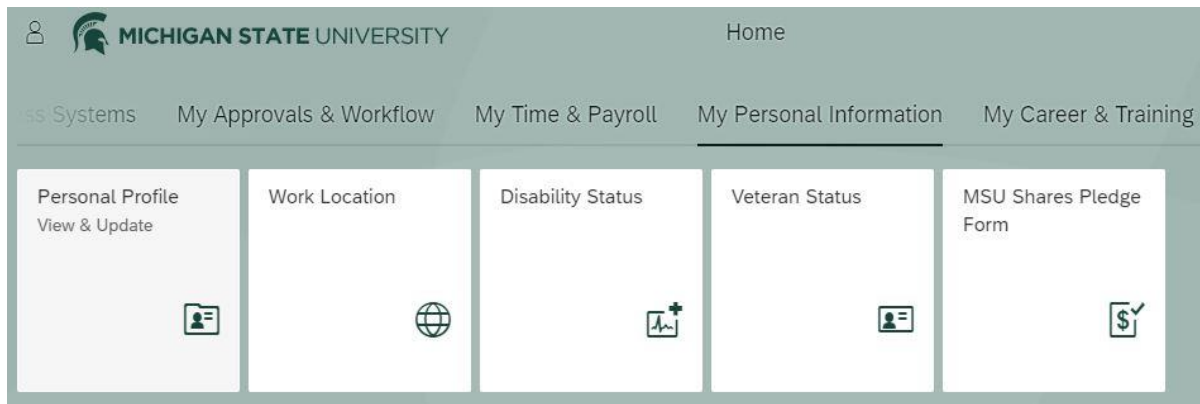 MICHIGAN STATE UNIVERSITY
Home
Systems
My Approvals & Workflow
My Time & Payroll
My Personal Information
My Career & Training
Personal Profile
View & Update
Work Location
Disability Status
Veteran Status
MSU Shares Pledge
Form